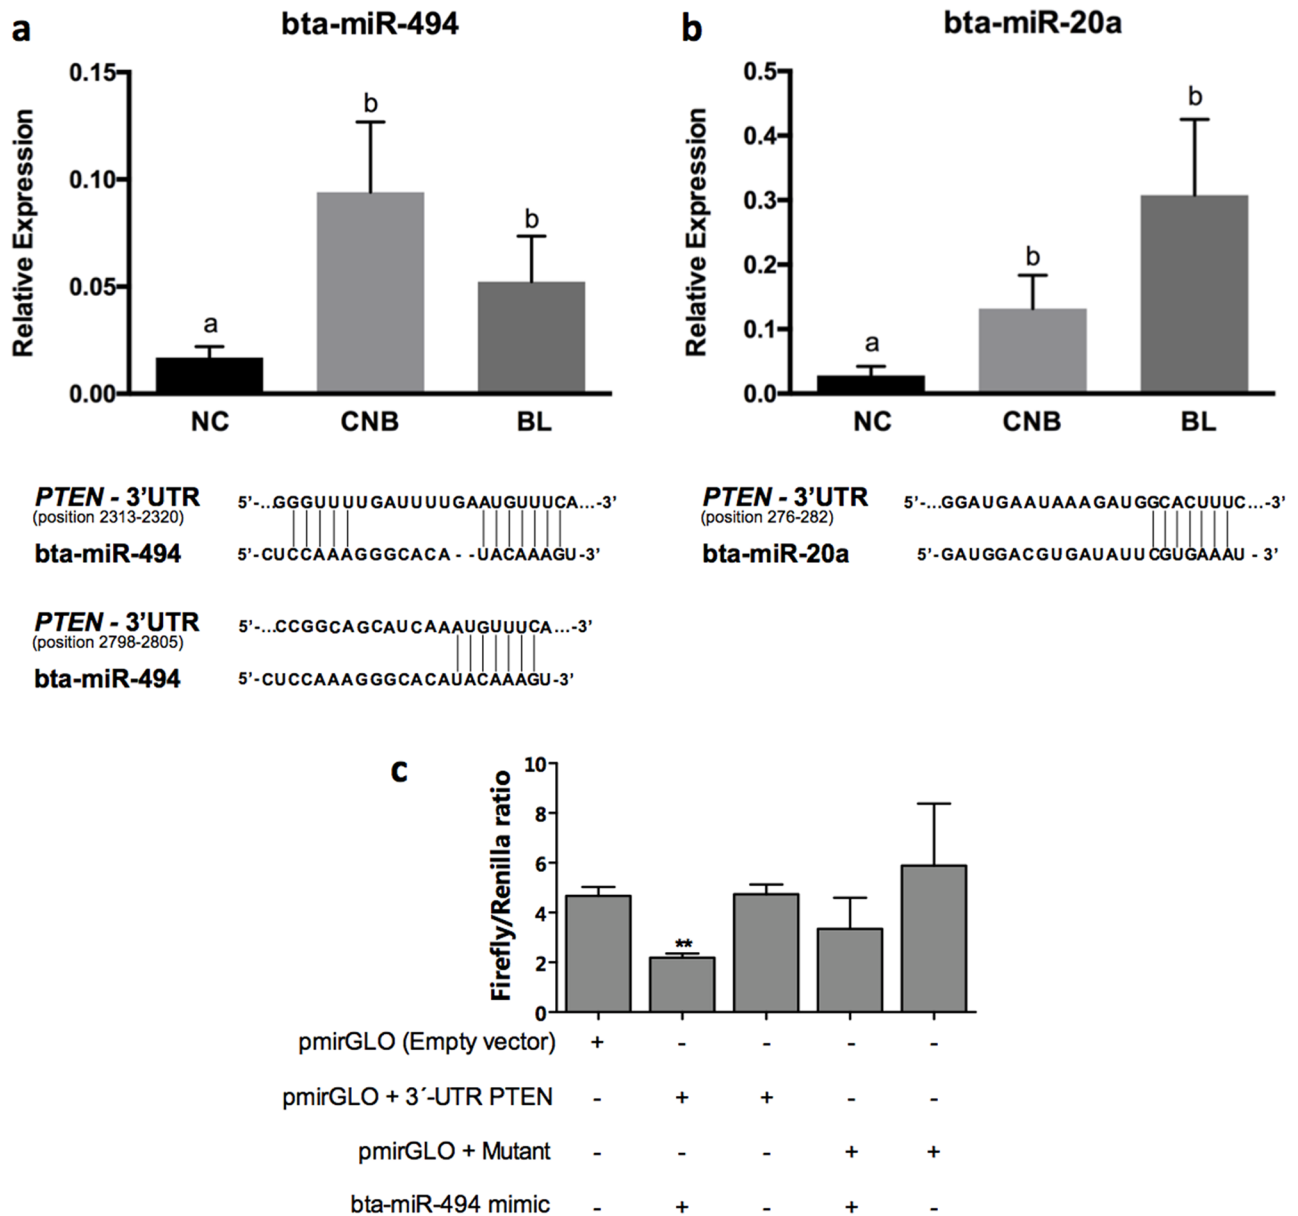 a
bta-miR-494
Relative Expression
0.15
0.10
0.05
0.00
a
b
b
NC CNB BL
PTEN - 3'UTR 5'-...GGGUUUUUGAUUUUGAAUGUUUCA...-3'
(position 2313-2320)
bta-miR-494 5'-CUCCAAAGGGCACA - -UACAAAGU-3'
PTEN - 3'UTR 5'-...CCGGCAGCAUCAAAUGUUUCA...-3'
(position 2798-2805)
bta-miR-494 5'-CUCCAAAGGGCACAUACAAAGU-3'
b
bta-miR-20a
Relative Expression
0.5
0.4
0.3
0.2
0.1
0.0
a
b
b
NC CNB BL
PTEN - 3'UTR 5'-...GGAUGAAUAAAGAUGGCACUUUC...-3'
(position 276-282)
bta-miR-20a 5'-GAUGGACGUGAUAUUCGUGAAAU - 3'
c
Firefly/Renilla ratio
10
8
6
4
2
0
**
pmirGLO (Empty vector) + - - - -
pmirGLO + 3´-UTR PTEN - + + - -
pmirGLO + Mutant - - - + +
bta-miR-494 mimic - + - + -